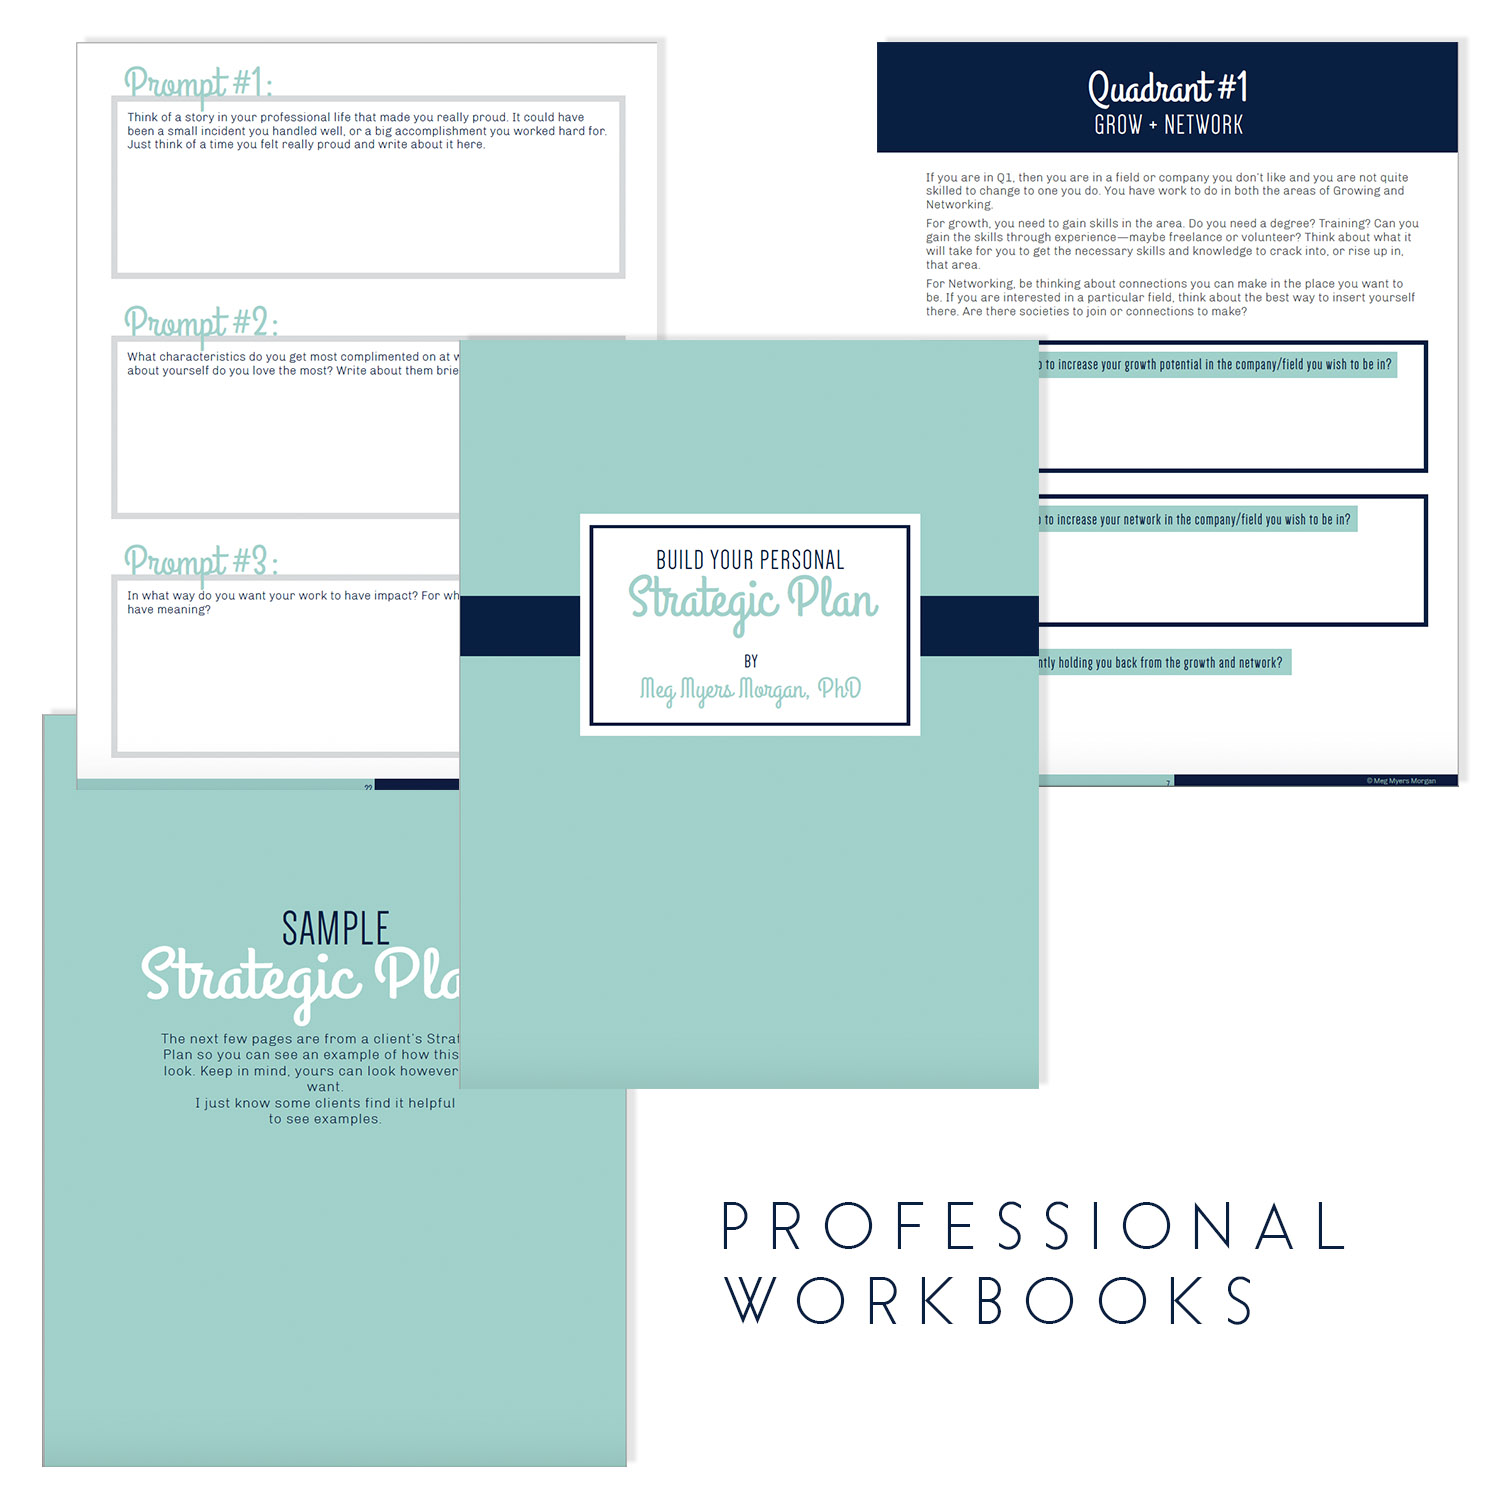 Prompt #1:
Think of a story in your professional life that made you really proud. It could have
been a small incident you handled well, or a big accomplishment you worked hard for.
Just think of a time you felt really proud and write about it here.
Prompt #2:
What characteristics do you get most complimented on at
about yourself do you love the most? Write about them
Prompt #3:
In what way do you want your work to have impact? For
have meaning?
??
Quadrant #1
GROW + NETWORK
If you are in Q1, then you are in a field or company you don't like and you are not quite
skilled to change to one you do. You have work to do in both the areas of Growing and
Networking.
For growth, you need to gain skills in the area. Do you need a degree? Training? Can you
gain the skills through experience—maybe freelance or volunteer? Think about what it
will take for you to get the necessary skills and knowledge to crack into, or rise up in,
that area.
For Networking, be thinking about connections you can make in the place you want to
be. If you are interested in a particular field, think about the best way to insert yourself
there. Are there societies to join or connections to make?
to increase your growth potential in the company/field you wish to be in?
to increase your network in the company/field you wish to be in?
holding you back from the growth and network?
7
© Meg Myers Morgan
BUILD YOUR PERSONAL
Strategic Plan
BY
Meg Myers Morgan, PhD
SAMPLE
Strategic
The next few pages are from a client's
Plan so you can see an example of how this
look. Keep in mind, yours can look however
want.
I just know some clients find it helpful
to see examples.
PROFESSIONAL
WORKBOOKS